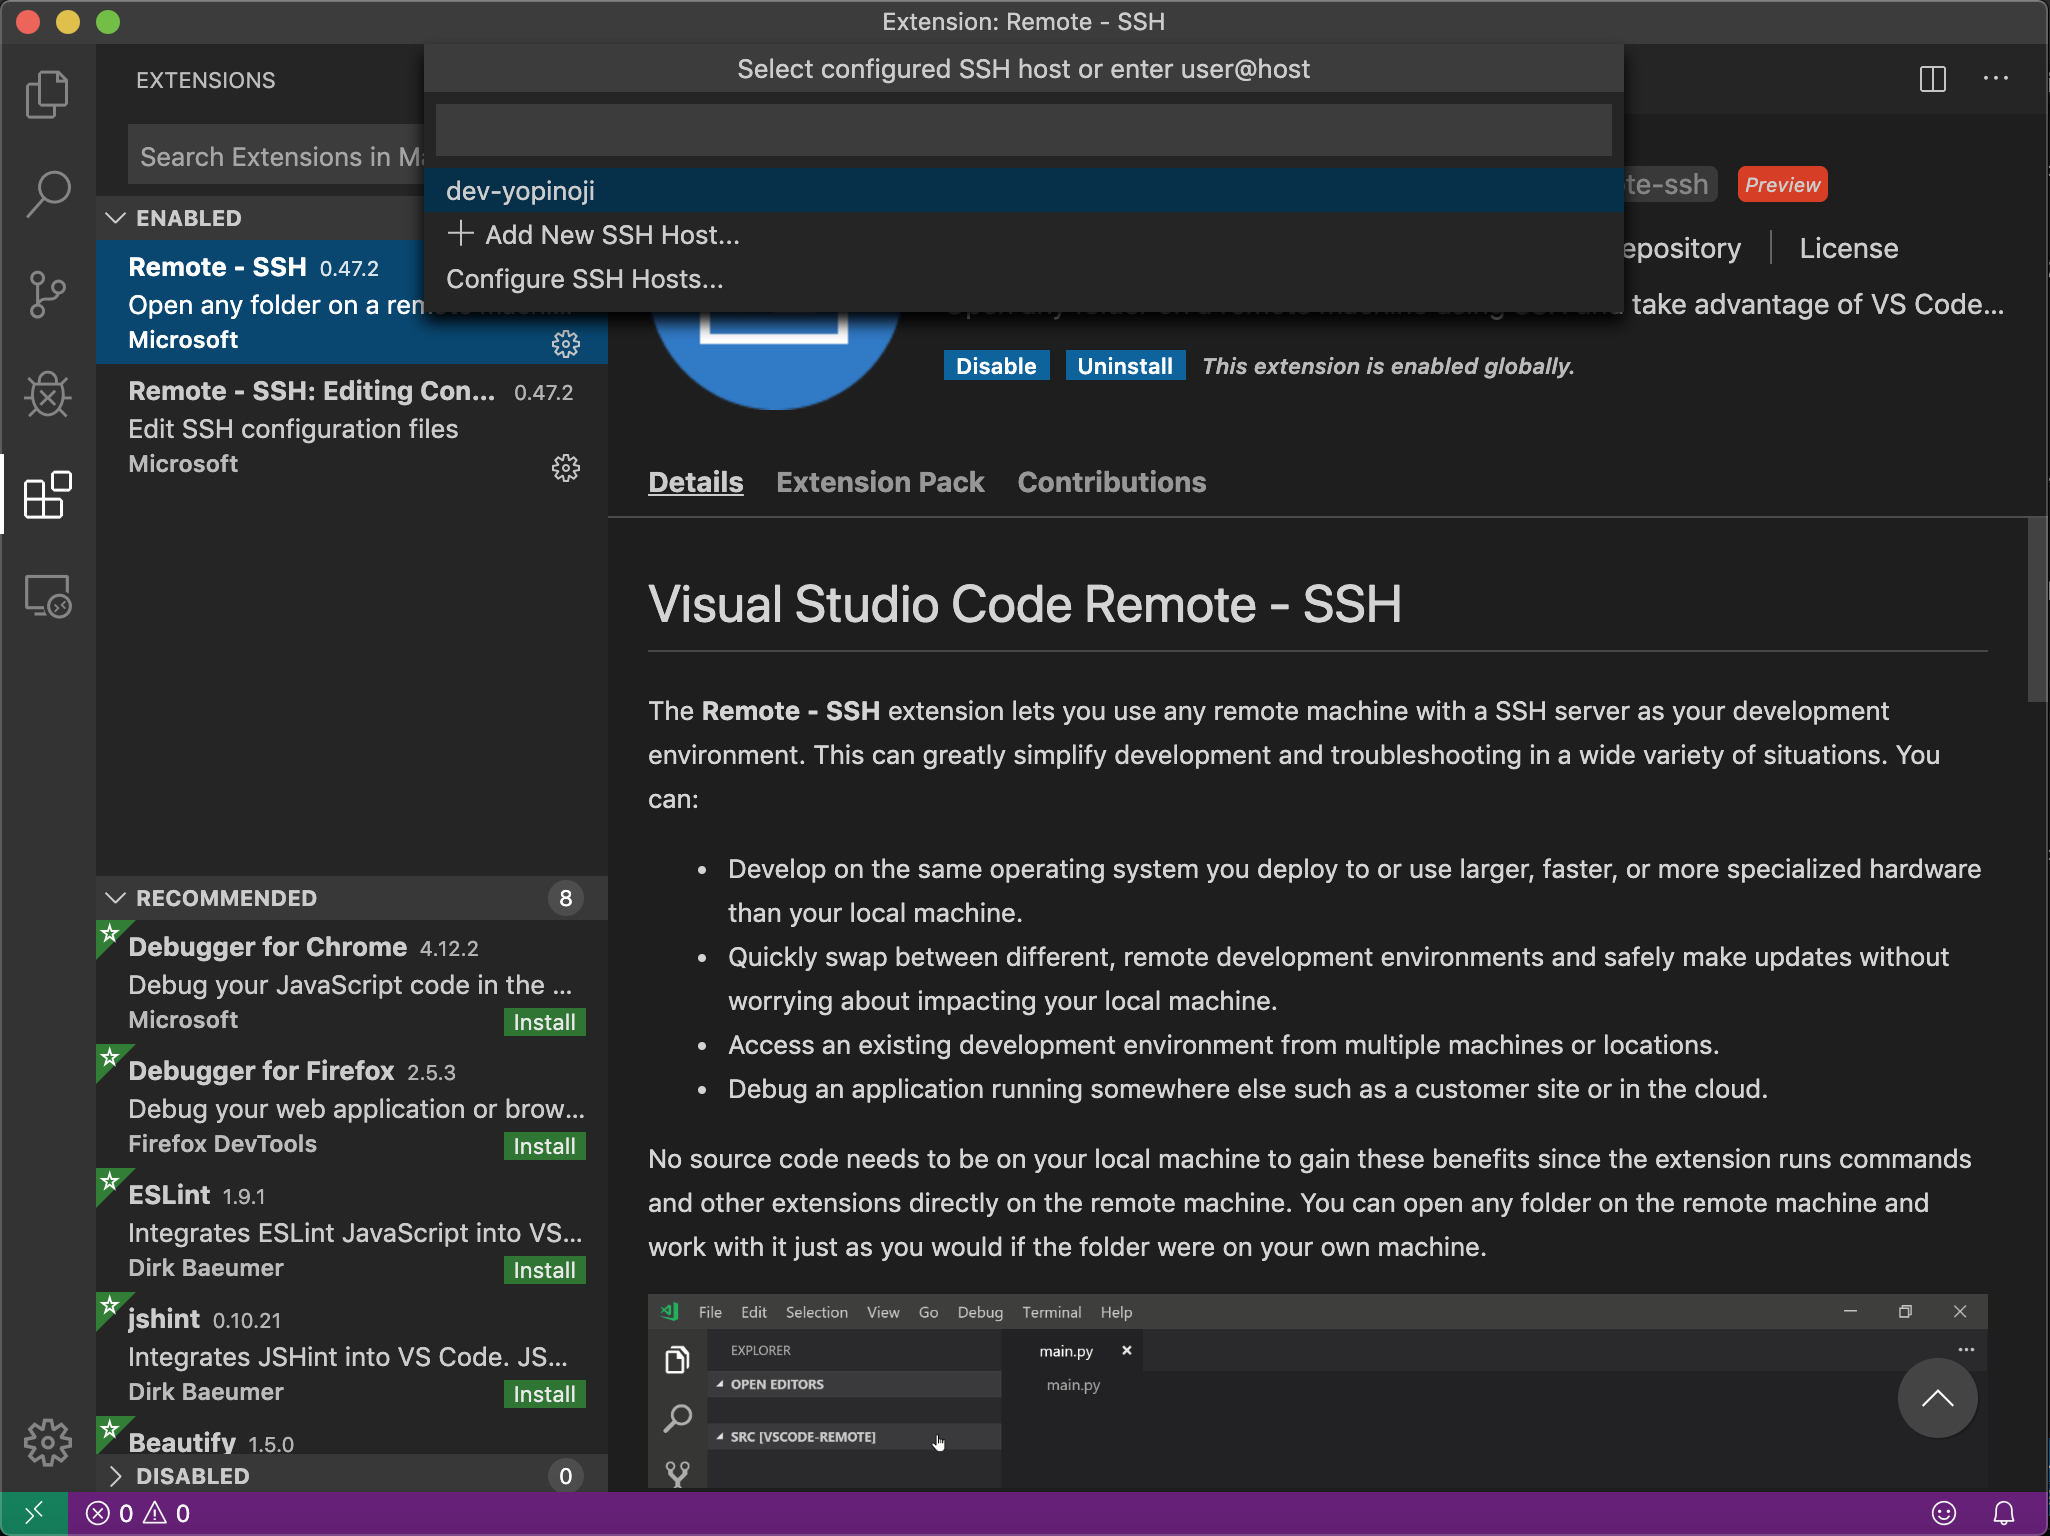 Extension: Remote - SSH
EXTENSIONS
Select configured SSH host or enter user@host
Search Extensions in Ma
dev-yopinoji
Add New SSH Host...
Configure SSH Hosts...
te-ssh
Preview
epository
License
take advantage of VS Code...
ENABLED
Remote - SSH 0.47.2
Open any folder on a rem
Microsoft
Disable
Uninstall
This extension is enabled globally.
Remote - SSH: Editing Con... 0.47.2
Edit SSH configuration files
Microsoft
Details
Extension Pack
Contributions
Visual Studio Code Remote - SSH
The Remote - SSH extension lets you use any remote machine with a SSH server as your development
environment. This can greatly simplify development and troubleshooting in a wide variety of situations. You
can:
• Develop on the same operating system you deploy to or use larger, faster, or more specialized hardware
than your local machine.
• Quickly swap between different, remote development environments and safely make updates without
worrying about impacting your local machine.
• Access an existing development environment from multiple machines or locations.
• Debug an application running somewhere else such as a customer site or in the cloud.
No source code needs to be on your local machine to gain these benefits since the extension runs commands
and other extensions directly on the remote machine. You can open any folder on the remote machine and
work with it just as you would if the folder were on your own machine.
RECOMMENDED
8
Debugger for Chrome 4.12.2
Debug your JavaScript code in the ...
Microsoft
Install
Debugger for Firefox 2.5.3
Debug your web application or brow...
Firefox DevTools
Install
ESLint 1.9.1
Integrates ESLint JavaScript into VS...
Dirk Baeumer
Install
jshint 0.10.21
Integrates JSHint into VS Code. JS...
Dirk Baeumer
Install
Beautify 1.5.0
DISABLED
0
File Edit Selection View Go Debug Terminal Help
EXPLORER
main.py
OPEN EDITORS
main.py
SRC [VSCODE-REMOTE]
0
0